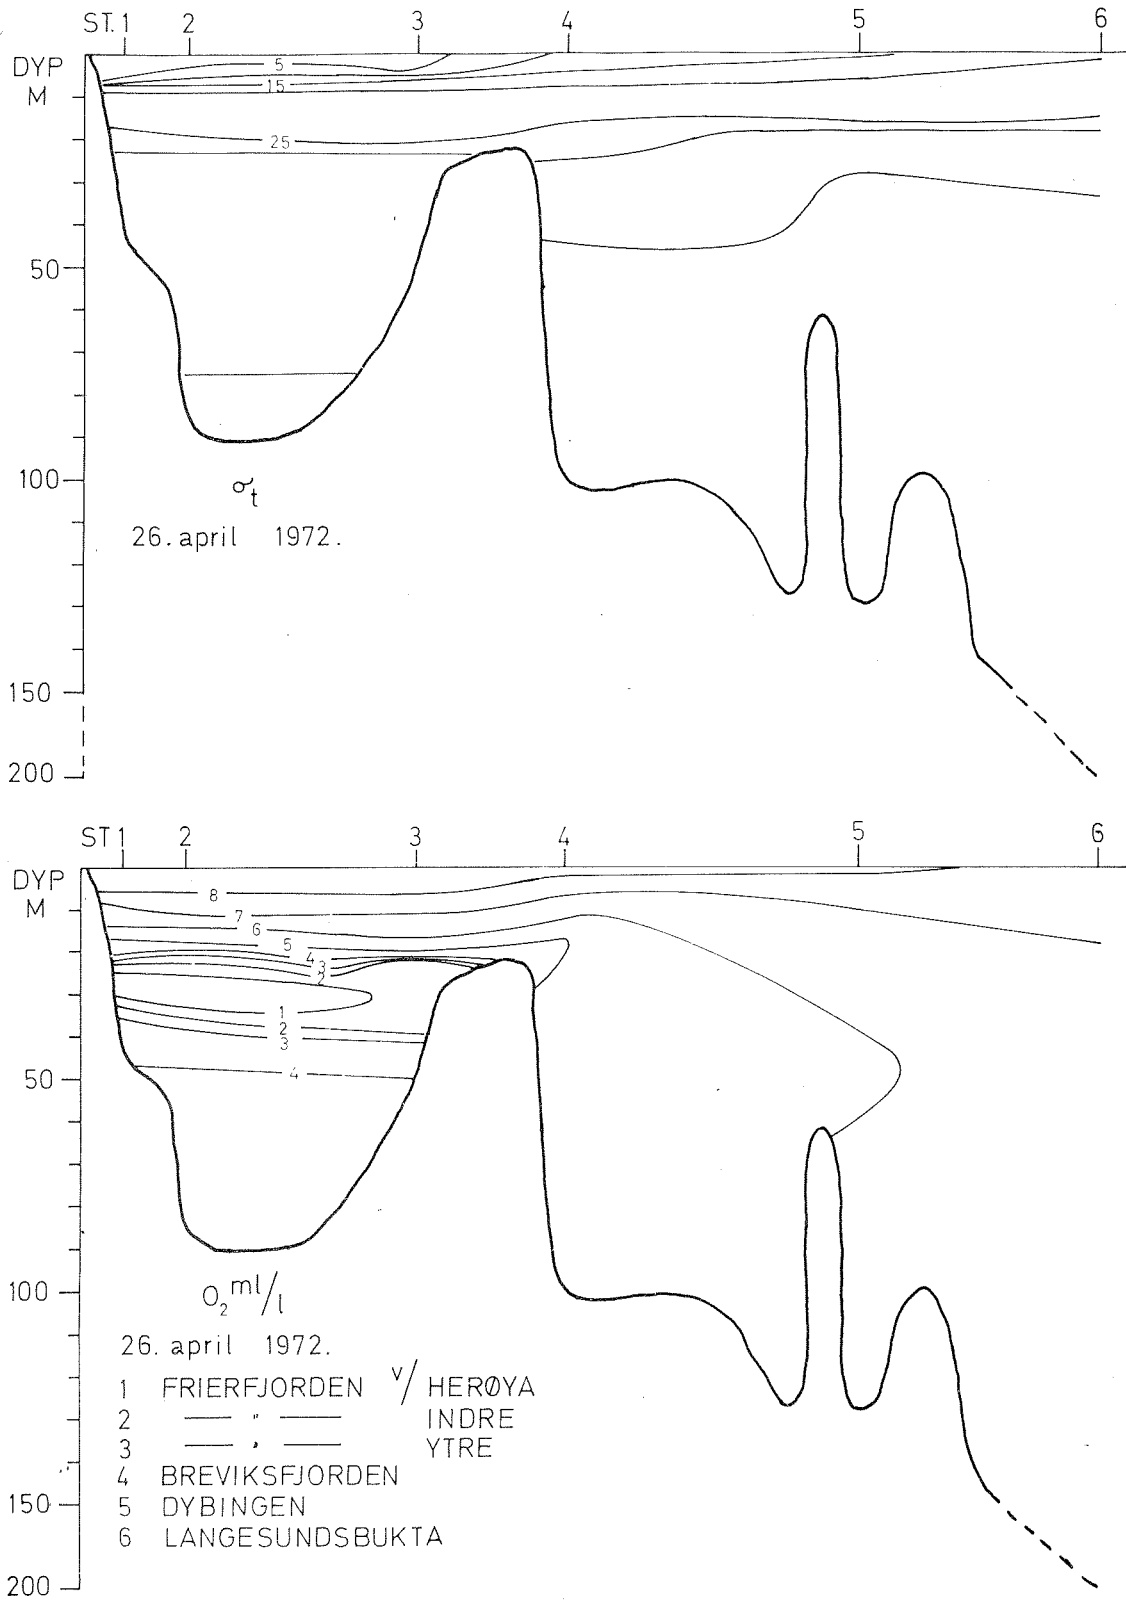 ST. 1 2 3 4 5 6
DYP
M
5
15
25
50
100
σt
26. april 1972.
150
200
ST 1 2 3 4 5 6
DYP
M
8
7
6
5
4
3
2
1
2
3
4
50
100
O2 ml/l
26. april 1972.
1 FRIERFJORDEN v/ HERØYA
2 — " — INDRE
3 — " — YTRE
4 BREVIKSFJORDEN
5 DYBINGEN
150
6 LANGESUNDSBUKTA
200